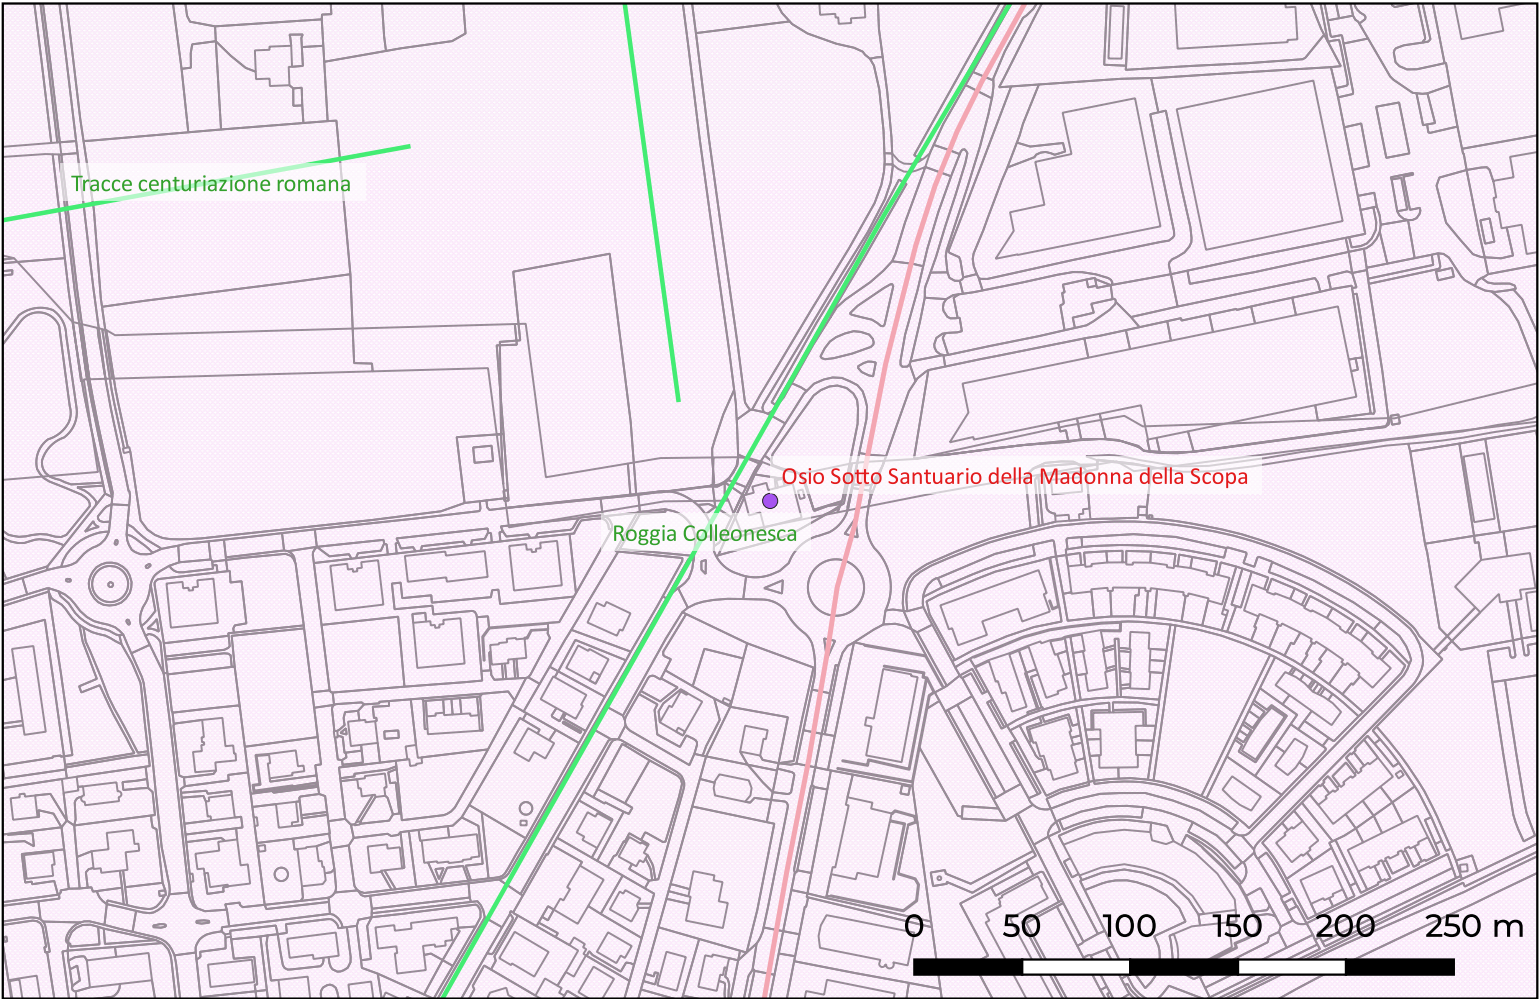 Tracce centuriazione romana
Osio Sotto Santuario della Madonna della Scopa
Roggia Colleonesca
0 50 100 150 200 250 m